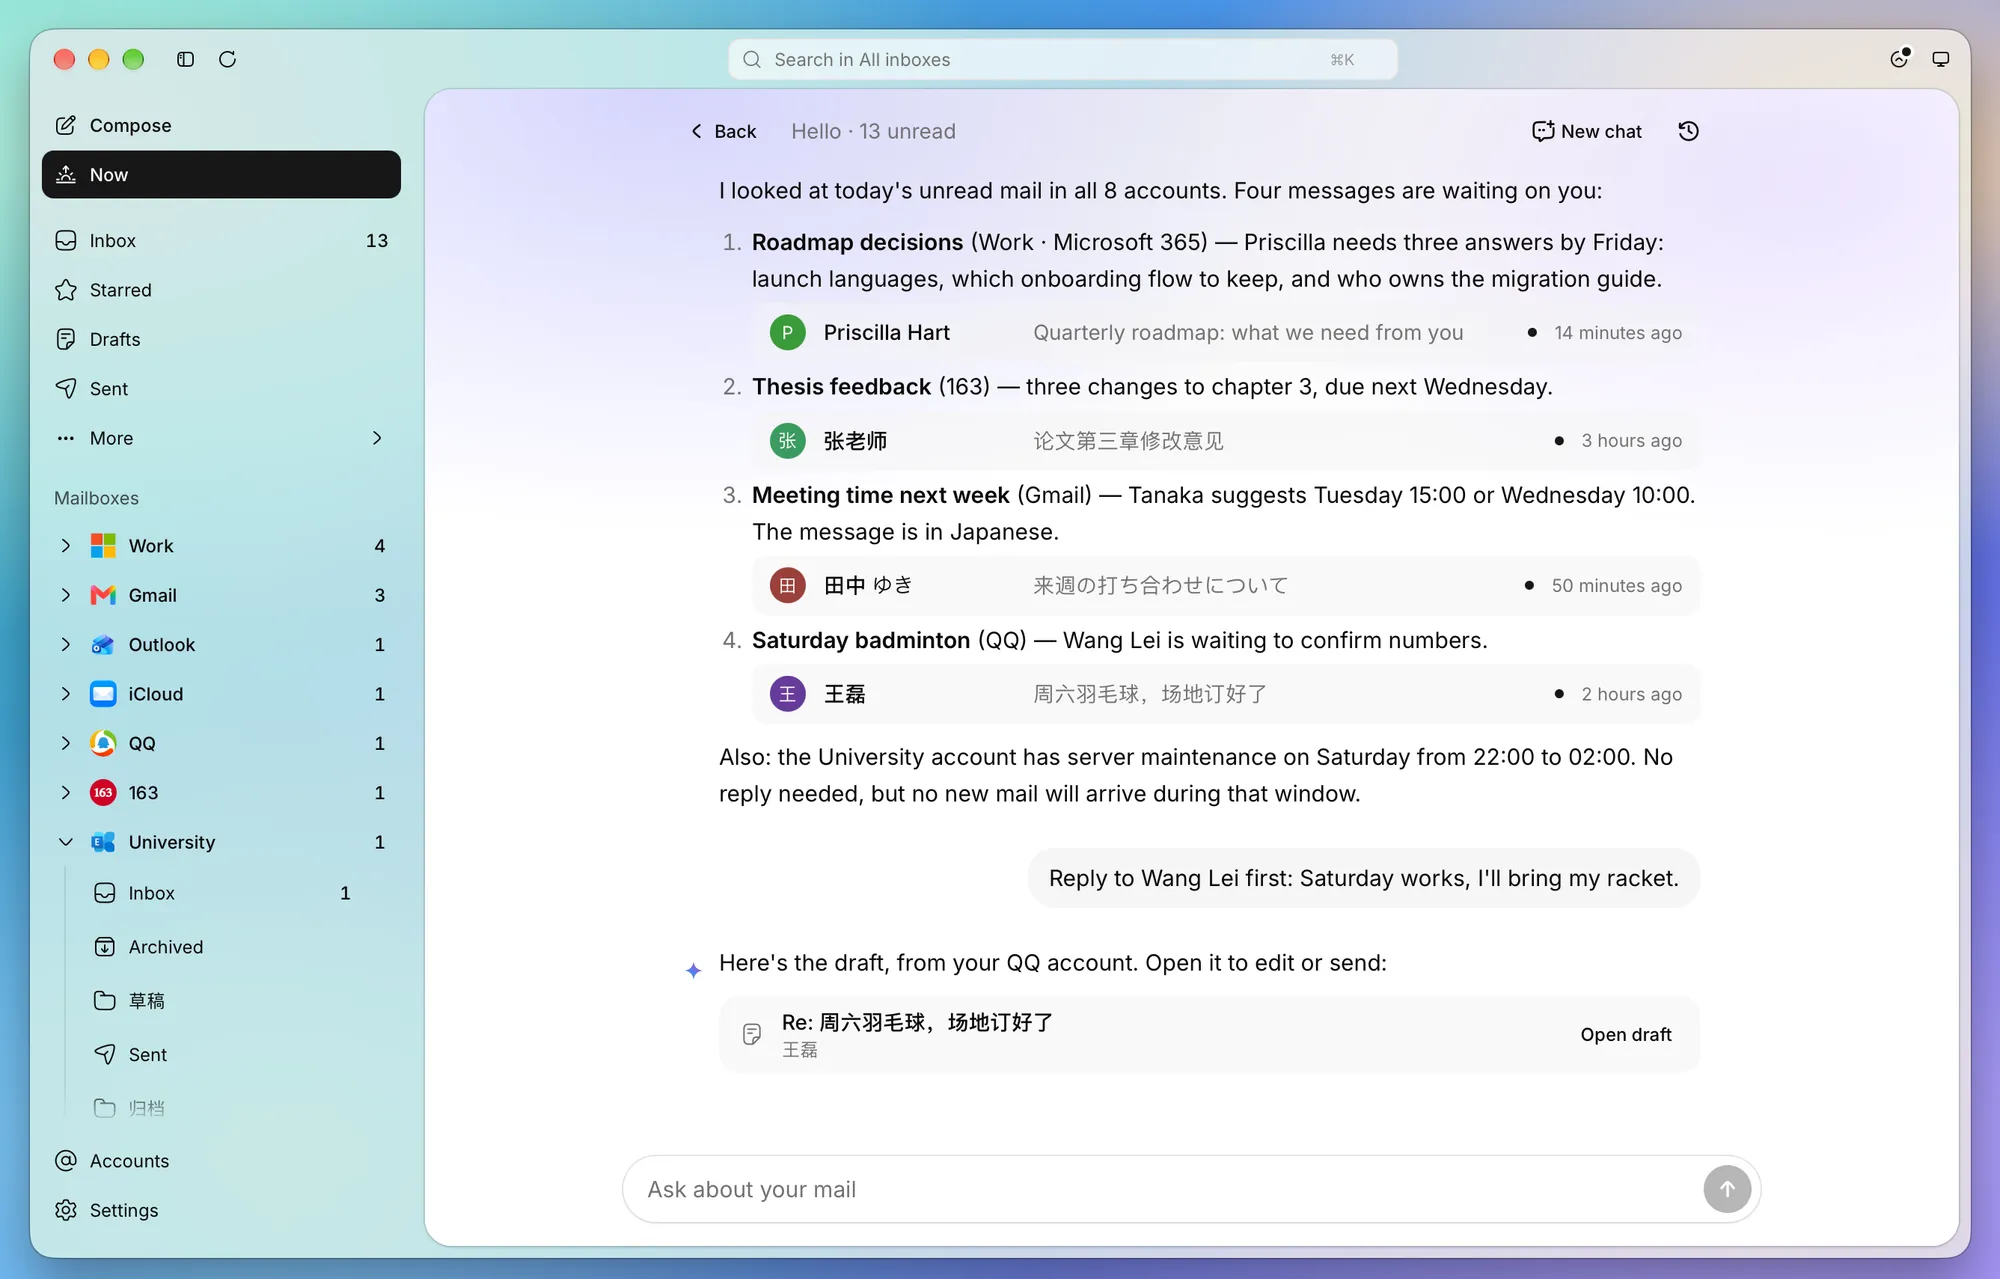 Search in All inboxes ⌘K
Compose
Now
Inbox 13
Starred
Drafts
Sent
More
Mailboxes
Work 4
Gmail 3
Outlook 1
iCloud 1
QQ 1
163 163 1
E University 1
Inbox 1
Archived
草稿
Sent
归档
Accounts
Settings
Back Hello · 13 unread New chat
I looked at today's unread mail in all 8 accounts. Four messages are waiting on you:
1. Roadmap decisions (Work · Microsoft 365) — Priscilla needs three answers by Friday:
launch languages, which onboarding flow to keep, and who owns the migration guide.
P Priscilla Hart Quarterly roadmap: what we need from you 14 minutes ago
2. Thesis feedback (163) — three changes to chapter 3, due next Wednesday.
张 张老师 论文第三章修改意见 3 hours ago
3. Meeting time next week (Gmail) — Tanaka suggests Tuesday 15:00 or Wednesday 10:00.
The message is in Japanese.
田 田中 ゆき 来週の打ち合わせについて 50 minutes ago
4. Saturday badminton (QQ) — Wang Lei is waiting to confirm numbers.
王 王磊 周六羽毛球，场地订好了 2 hours ago
Also: the University account has server maintenance on Saturday from 22:00 to 02:00. No
reply needed, but no new mail will arrive during that window.
Reply to Wang Lei first: Saturday works, I'll bring my racket.
Here's the draft, from your QQ account. Open it to edit or send:
Re: 周六羽毛球，场地订好了
王磊
Open draft
Ask about your mail